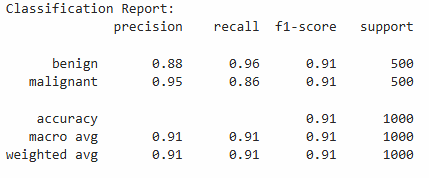 Classification Report:
precision recall f1-score support
benign 0.88 0.96 0.91 500
malignant 0.95 0.86 0.91 500
accuracy 0.91 1000
macro avg 0.91 0.91 0.91 1000
weighted avg 0.91 0.91 0.91 1000